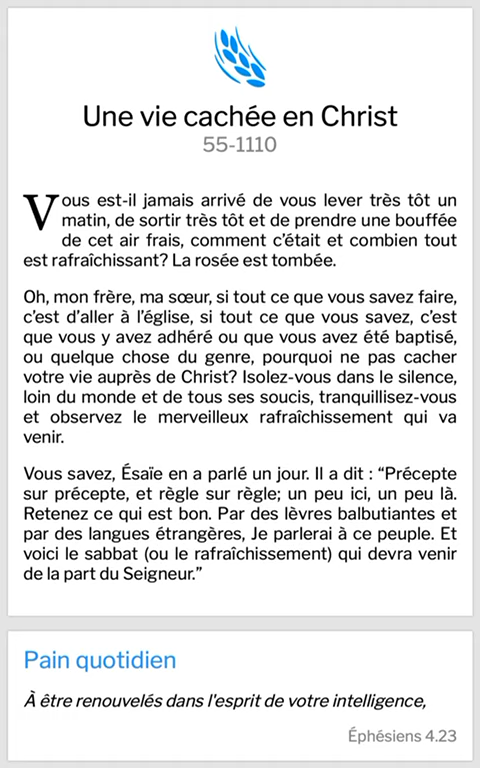 Une vie cachée en Christ
55-1110
Vous est-il jamais arrivé de vous lever très tôt un
matin, de sortir très tôt et de prendre une bouffée
de cet air frais, comment c'était et combien tout
est rafraîchissant? La rosée est tombée.
Oh, mon frère, ma sœur, si tout ce que vous savez faire,
c'est d'aller à l'église, si tout ce que vous savez, c'est
que vous y avez adhéré ou que vous avez été baptisé,
ou quelque chose du genre, pourquoi ne pas cacher
votre vie auprès de Christ? Isolez-vous dans le silence,
loin du monde et de tous ses soucis, tranquillisez-vous
et observez le merveilleux rafraîchissement qui va
venir.
Vous savez, Ésaïe en a parlé un jour. Il a dit : “Précepte
sur précepte, et règle sur règle; un peu ici, un peu là.
Retenez ce qui est bon. Par des lèvres balbutiantes et
par des langues étrangères, Je parlerai à ce peuple. Et
voici le sabbat (ou le rafraîchissement) qui devra venir
de la part du Seigneur.”
Pain quotidien
À être renouvelés dans l'esprit de votre intelligence,
Éphésiens 4.23